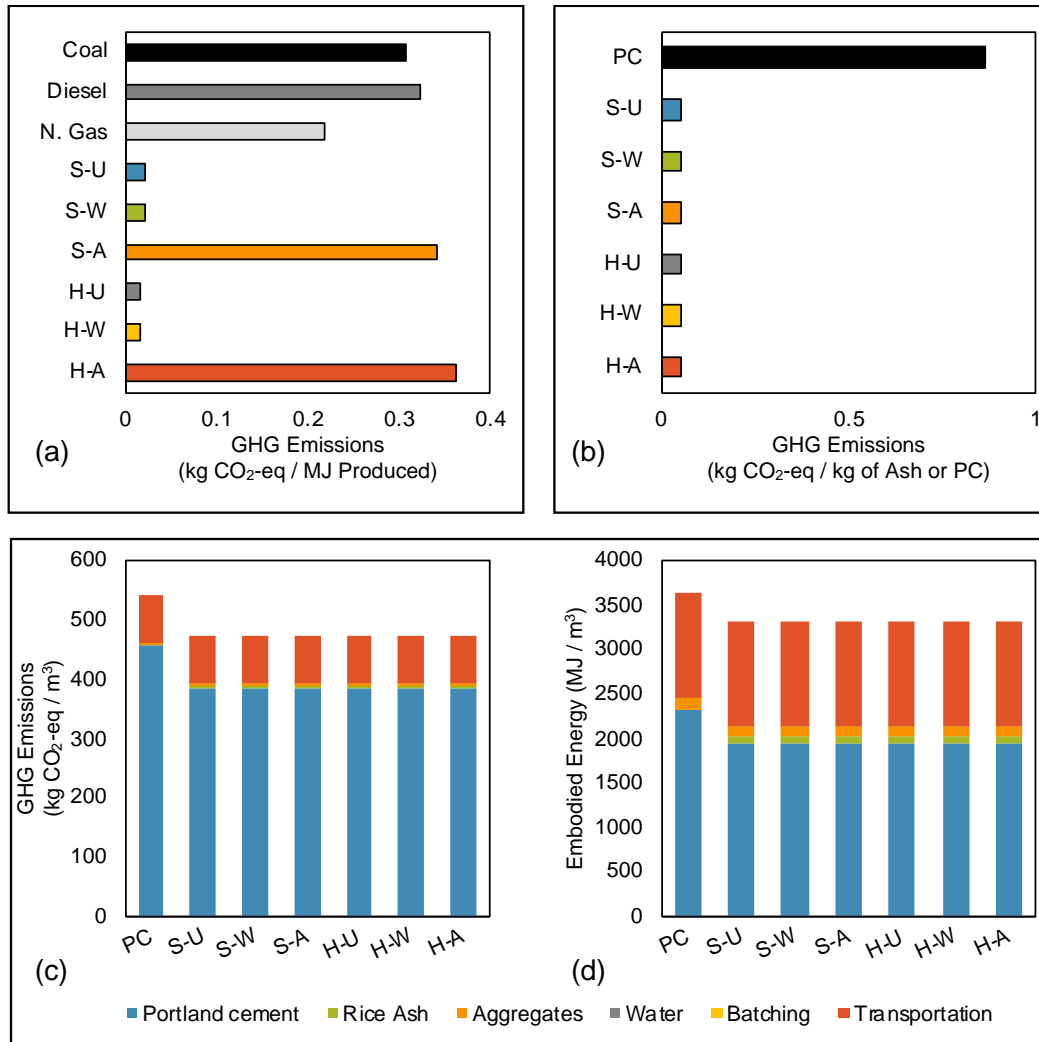 Coal
Diesel
N. Gas
S-U
S-W
S-A
H-U
H-W
H-A
0 0.1 0.2 0.3 0.4
GHG Emissions
(kg CO₂-eq / MJ Produced)
(a)
PC
S-U
S-W
S-A
H-U
H-W
H-A
0 0.5 1
GHG Emissions
(kg CO₂-eq / kg of Ash or PC)
(b)
GHG Emissions
(kg CO₂-eq / m³)
600
500
400
300
200
100
0
PC S-U S-W S-A H-U H-W H-A
(c)
Embodied Energy (MJ / m³)
4000
3500
3000
2500
2000
1500
1000
500
0
PC S-U S-W S-A H-U H-W H-A
(d)
Portland cement Rice Ash Aggregates Water Batching Transportation